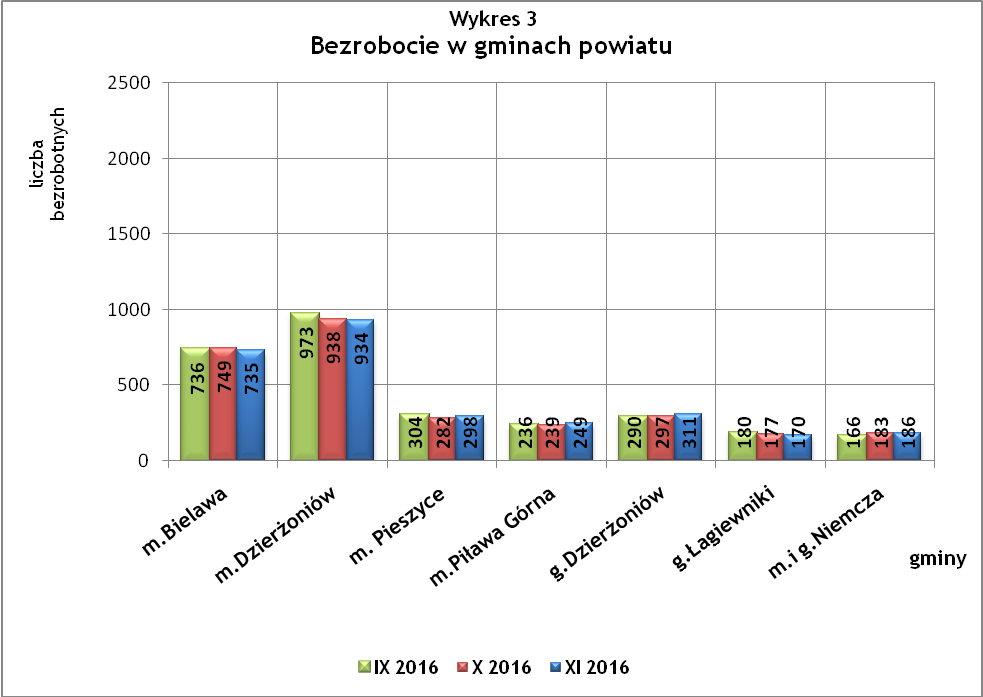 Wykres 3
Bezrobocie w gminach powiatu
liczba
bezrobotnych
2500
2000
1500
1000
500
0
736 749 735
973 938 934
304 282 298
236 239 249
290 297 311
180 177 170
166 183 186
m.Bielawa
m.Dzierżoniów
m. Pieszyce
m.Piława Górna
g.Dzierżoniów
g.Łagiewniki
m.i g.Niemcza
gminy
IX 2016 X 2016 XI 2016